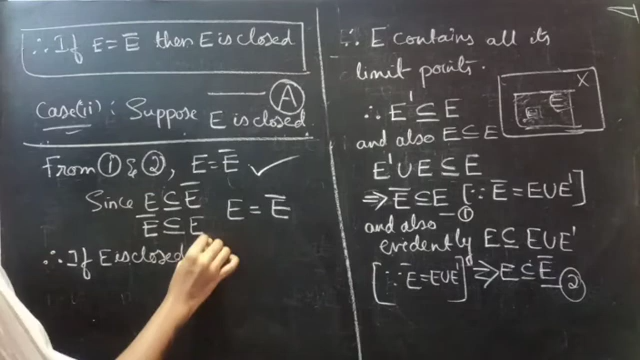 ∴ If E = E̅ then E is closed
Ⓐ
Case(ii) : Suppose E is closed.
From ① & ②, E = E̅ ✓
Since E ⊆ E̅
E̅ ⊆ E
E = E̅
∴ If E is closed
∴ E contains all its
limit points.
∴ E' ⊆ E
and also E ⊆ E
E' ∪ E ⊆ E
⇒ E̅ ⊆ E [∵ E̅ = E ∪ E']
①
and also
evidently E ⊆ E ∪ E'
[∵ E̅ = E ∪ E] ⇒ E ⊆ E̅
②
X
E